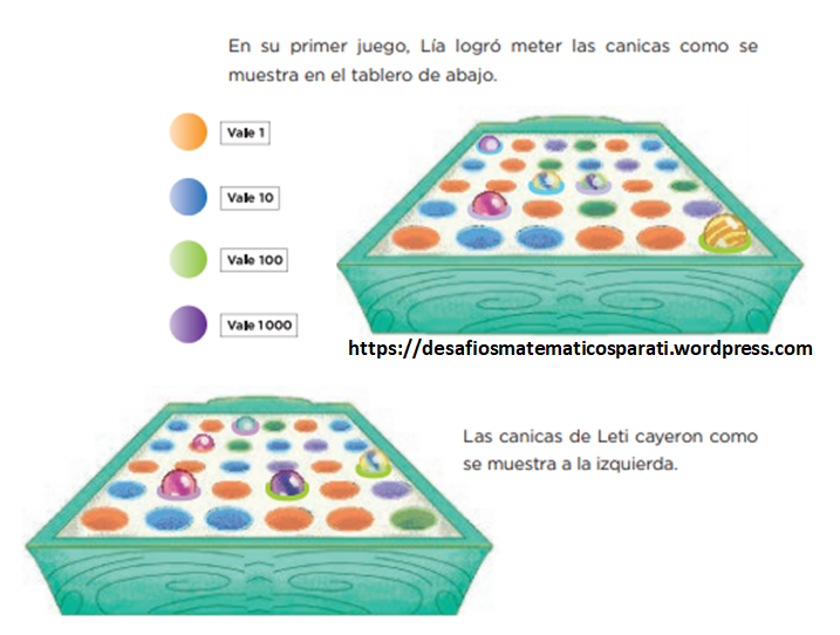 En su primer juego, Lía logró meter las canicas como se
muestra en el tablero de abajo.
Vale 1
Vale 10
Vale 100
Vale 1000
https://desafiosmatematicosparati.wordpress.com
Las canicas de Leti cayeron como
se muestra a la izquierda.